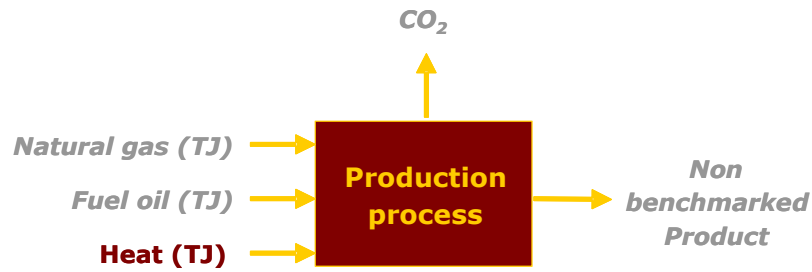 CO₂
Natural gas (TJ)
Fuel oil (TJ)
Heat (TJ)
Production
process
Non
benchmarked
Product